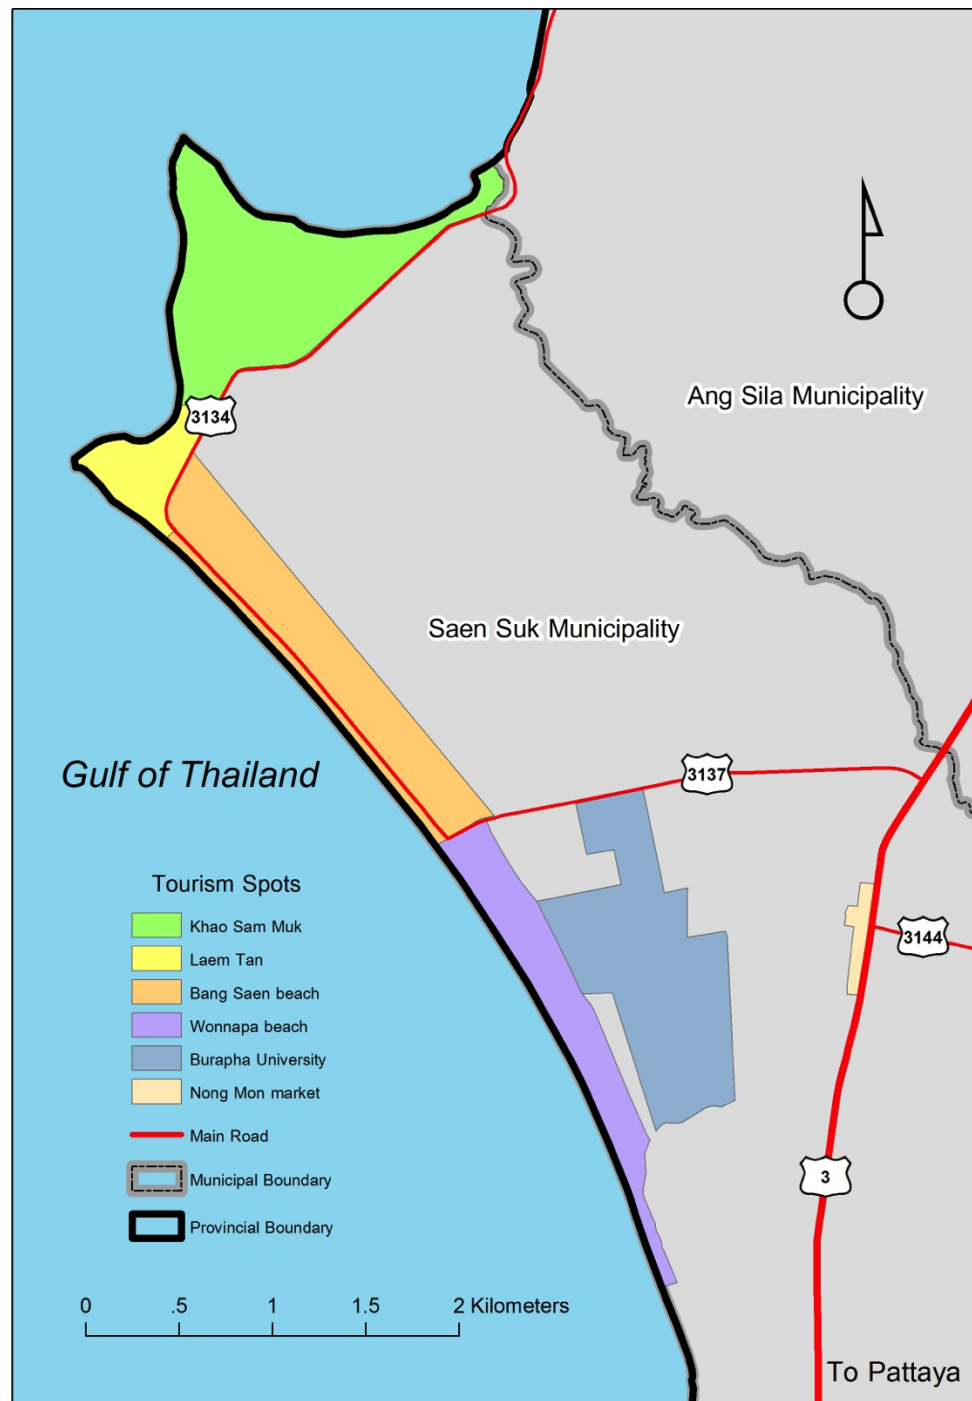 Ang Sila Municipality
3134
Saen Suk Municipality
Gulf of Thailand
3137
Tourism Spots
Khao Sam Muk
Laem Tan
Bang Saen beach
Wonnapa beach
Burapha University
Nong Mon market
Main Road
Municipal Boundary
Provincial Boundary
3144
3
0 .5 1 1.5 2 Kilometers
To Pattaya